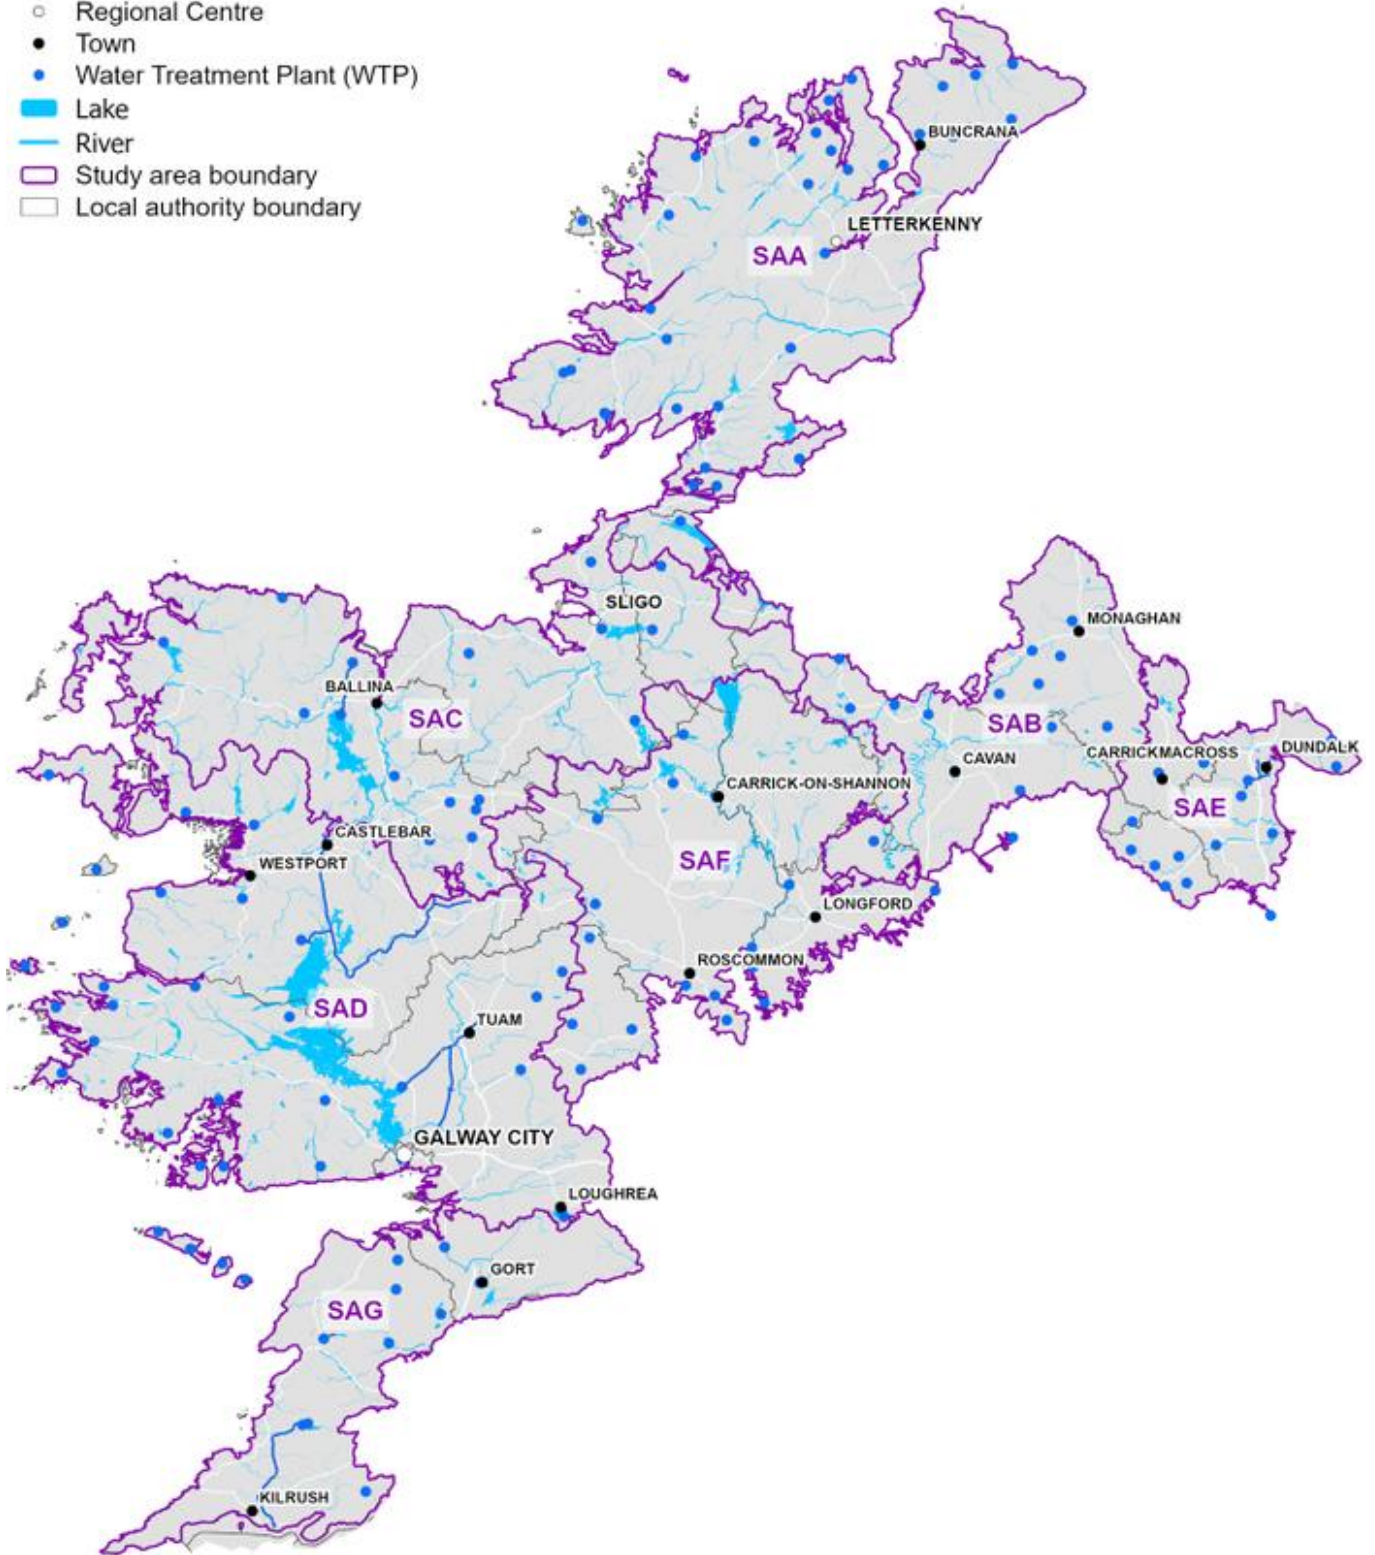 Regional Centre
Town
Water Treatment Plant (WTP)
Lake
River
Study area boundary
Local authority boundary
BUNCRANA
LETTERKENNY
SAA
SLIGO
MONAGHAN
BALLINA
SAC
SAB
DUNDALK
CARRICKMACROSS
CAVAN
CARRICK-ON-SHANNON
SAE
CASTLEBAR
WESTPORT
SAF
LONGFORD
ROSCOMMON
SAD
TUAM
GALWAY CITY
LOUGHREA
GORT
SAG
KILRUSH